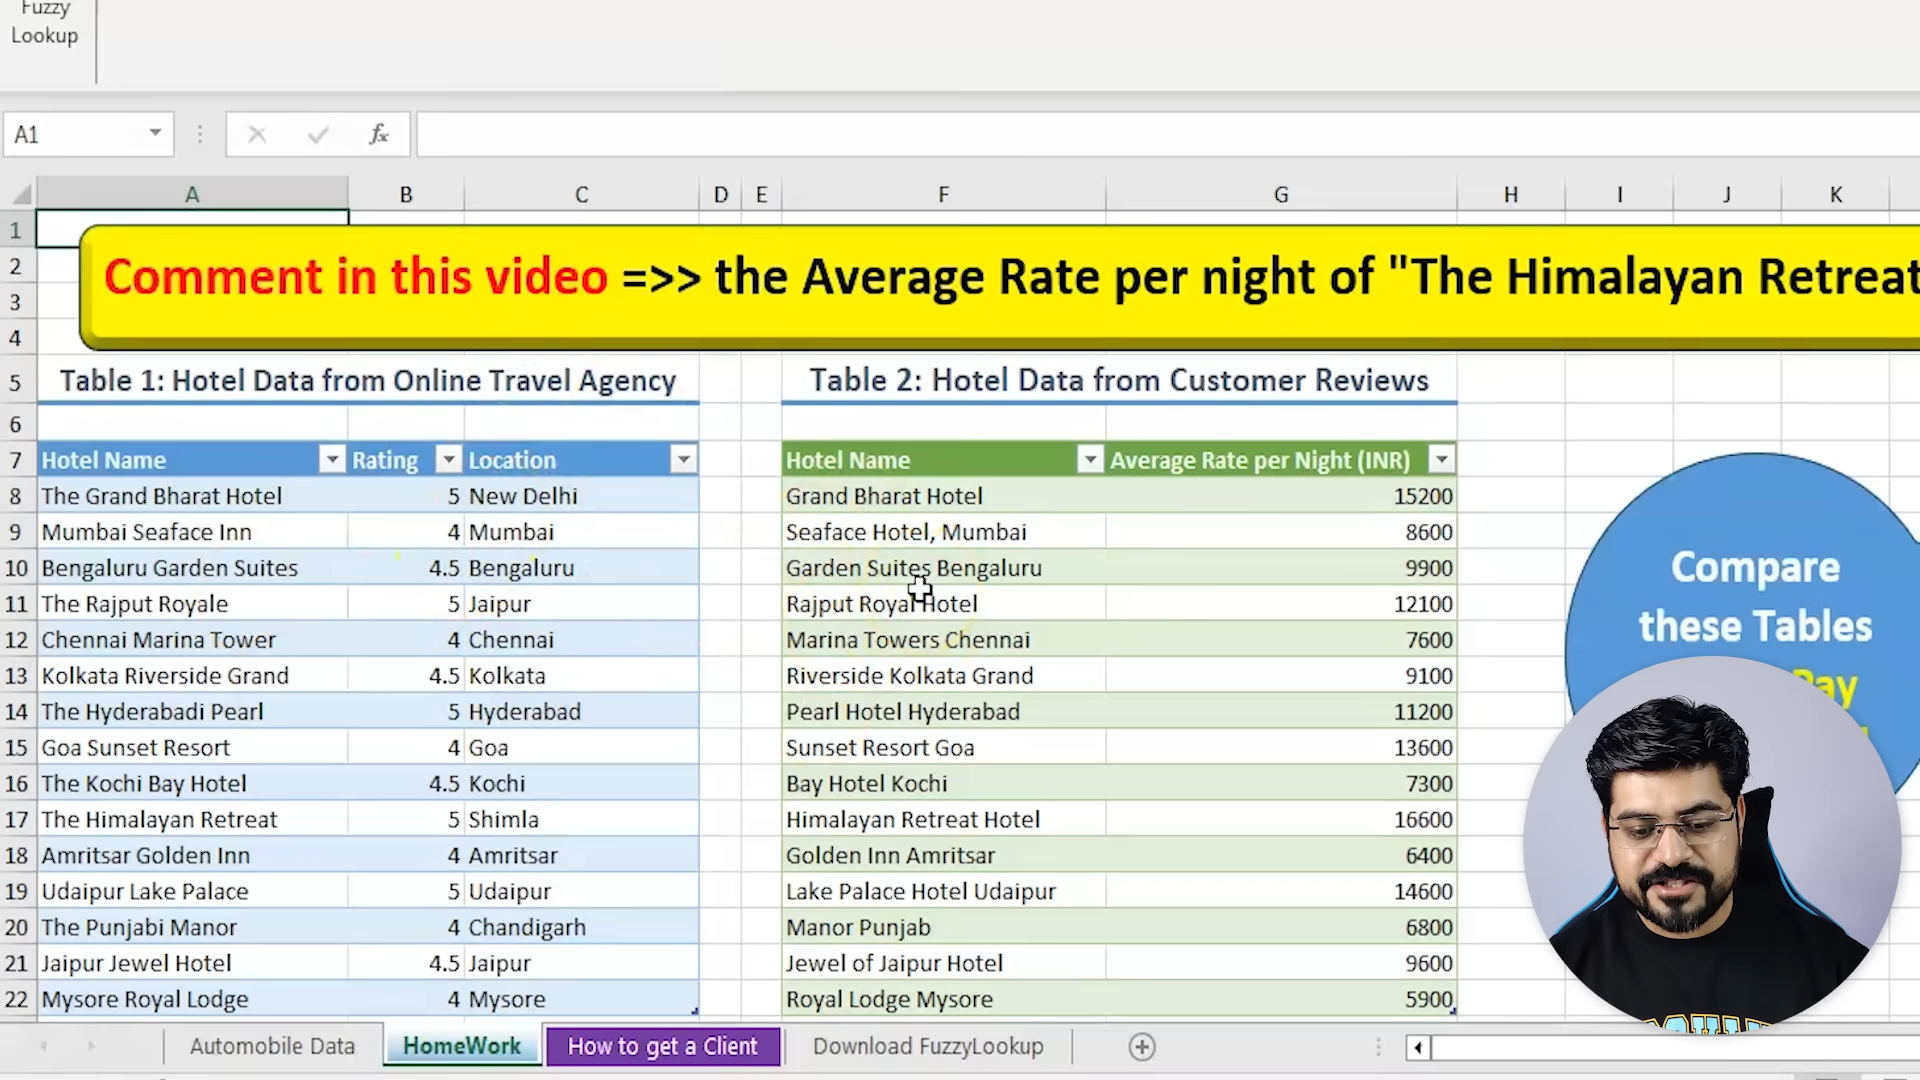 Fuzzy
Lookup
A1
fx
A B C D E F G H I J K
1
2
3
4
Comment in this video =>> the Average Rate per night of "The Himalayan Retreat
5 Table 1: Hotel Data from Online Travel Agency Table 2: Hotel Data from Customer Reviews
6
7 Hotel Name Rating Location Hotel Name Average Rate per Night (INR)
8 The Grand Bharat Hotel 5 New Delhi Grand Bharat Hotel 15200
9 Mumbai Seaface Inn 4 Mumbai Seaface Hotel, Mumbai 8600
10 Bengaluru Garden Suites 4.5 Bengaluru Garden Suites Bengaluru 9900
11 The Rajput Royale 5 Jaipur Rajput Royal Hotel 12100
12 Chennai Marina Tower 4 Chennai Marina Towers Chennai 7600
13 Kolkata Riverside Grand 4.5 Kolkata Riverside Kolkata Grand 9100
14 The Hyderabadi Pearl 5 Hyderabad Pearl Hotel Hyderabad 11200
15 Goa Sunset Resort 4 Goa Sunset Resort Goa 13600
16 The Kochi Bay Hotel 4.5 Kochi Bay Hotel Kochi 7300
17 The Himalayan Retreat 5 Shimla Himalayan Retreat Hotel 16600
18 Amritsar Golden Inn 4 Amritsar Golden Inn Amritsar 6400
19 Udaipur Lake Palace 5 Udaipur Lake Palace Hotel Udaipur 14600
20 The Punjabi Manor 4 Chandigarh Manor Punjab 6800
21 Jaipur Jewel Hotel 4.5 Jaipur Jewel of Jaipur Hotel 9600
22 Mysore Royal Lodge 4 Mysore Royal Lodge Mysore 5900
Compare
these Tables
Automobile Data HomeWork How to get a Client Download FuzzyLookup